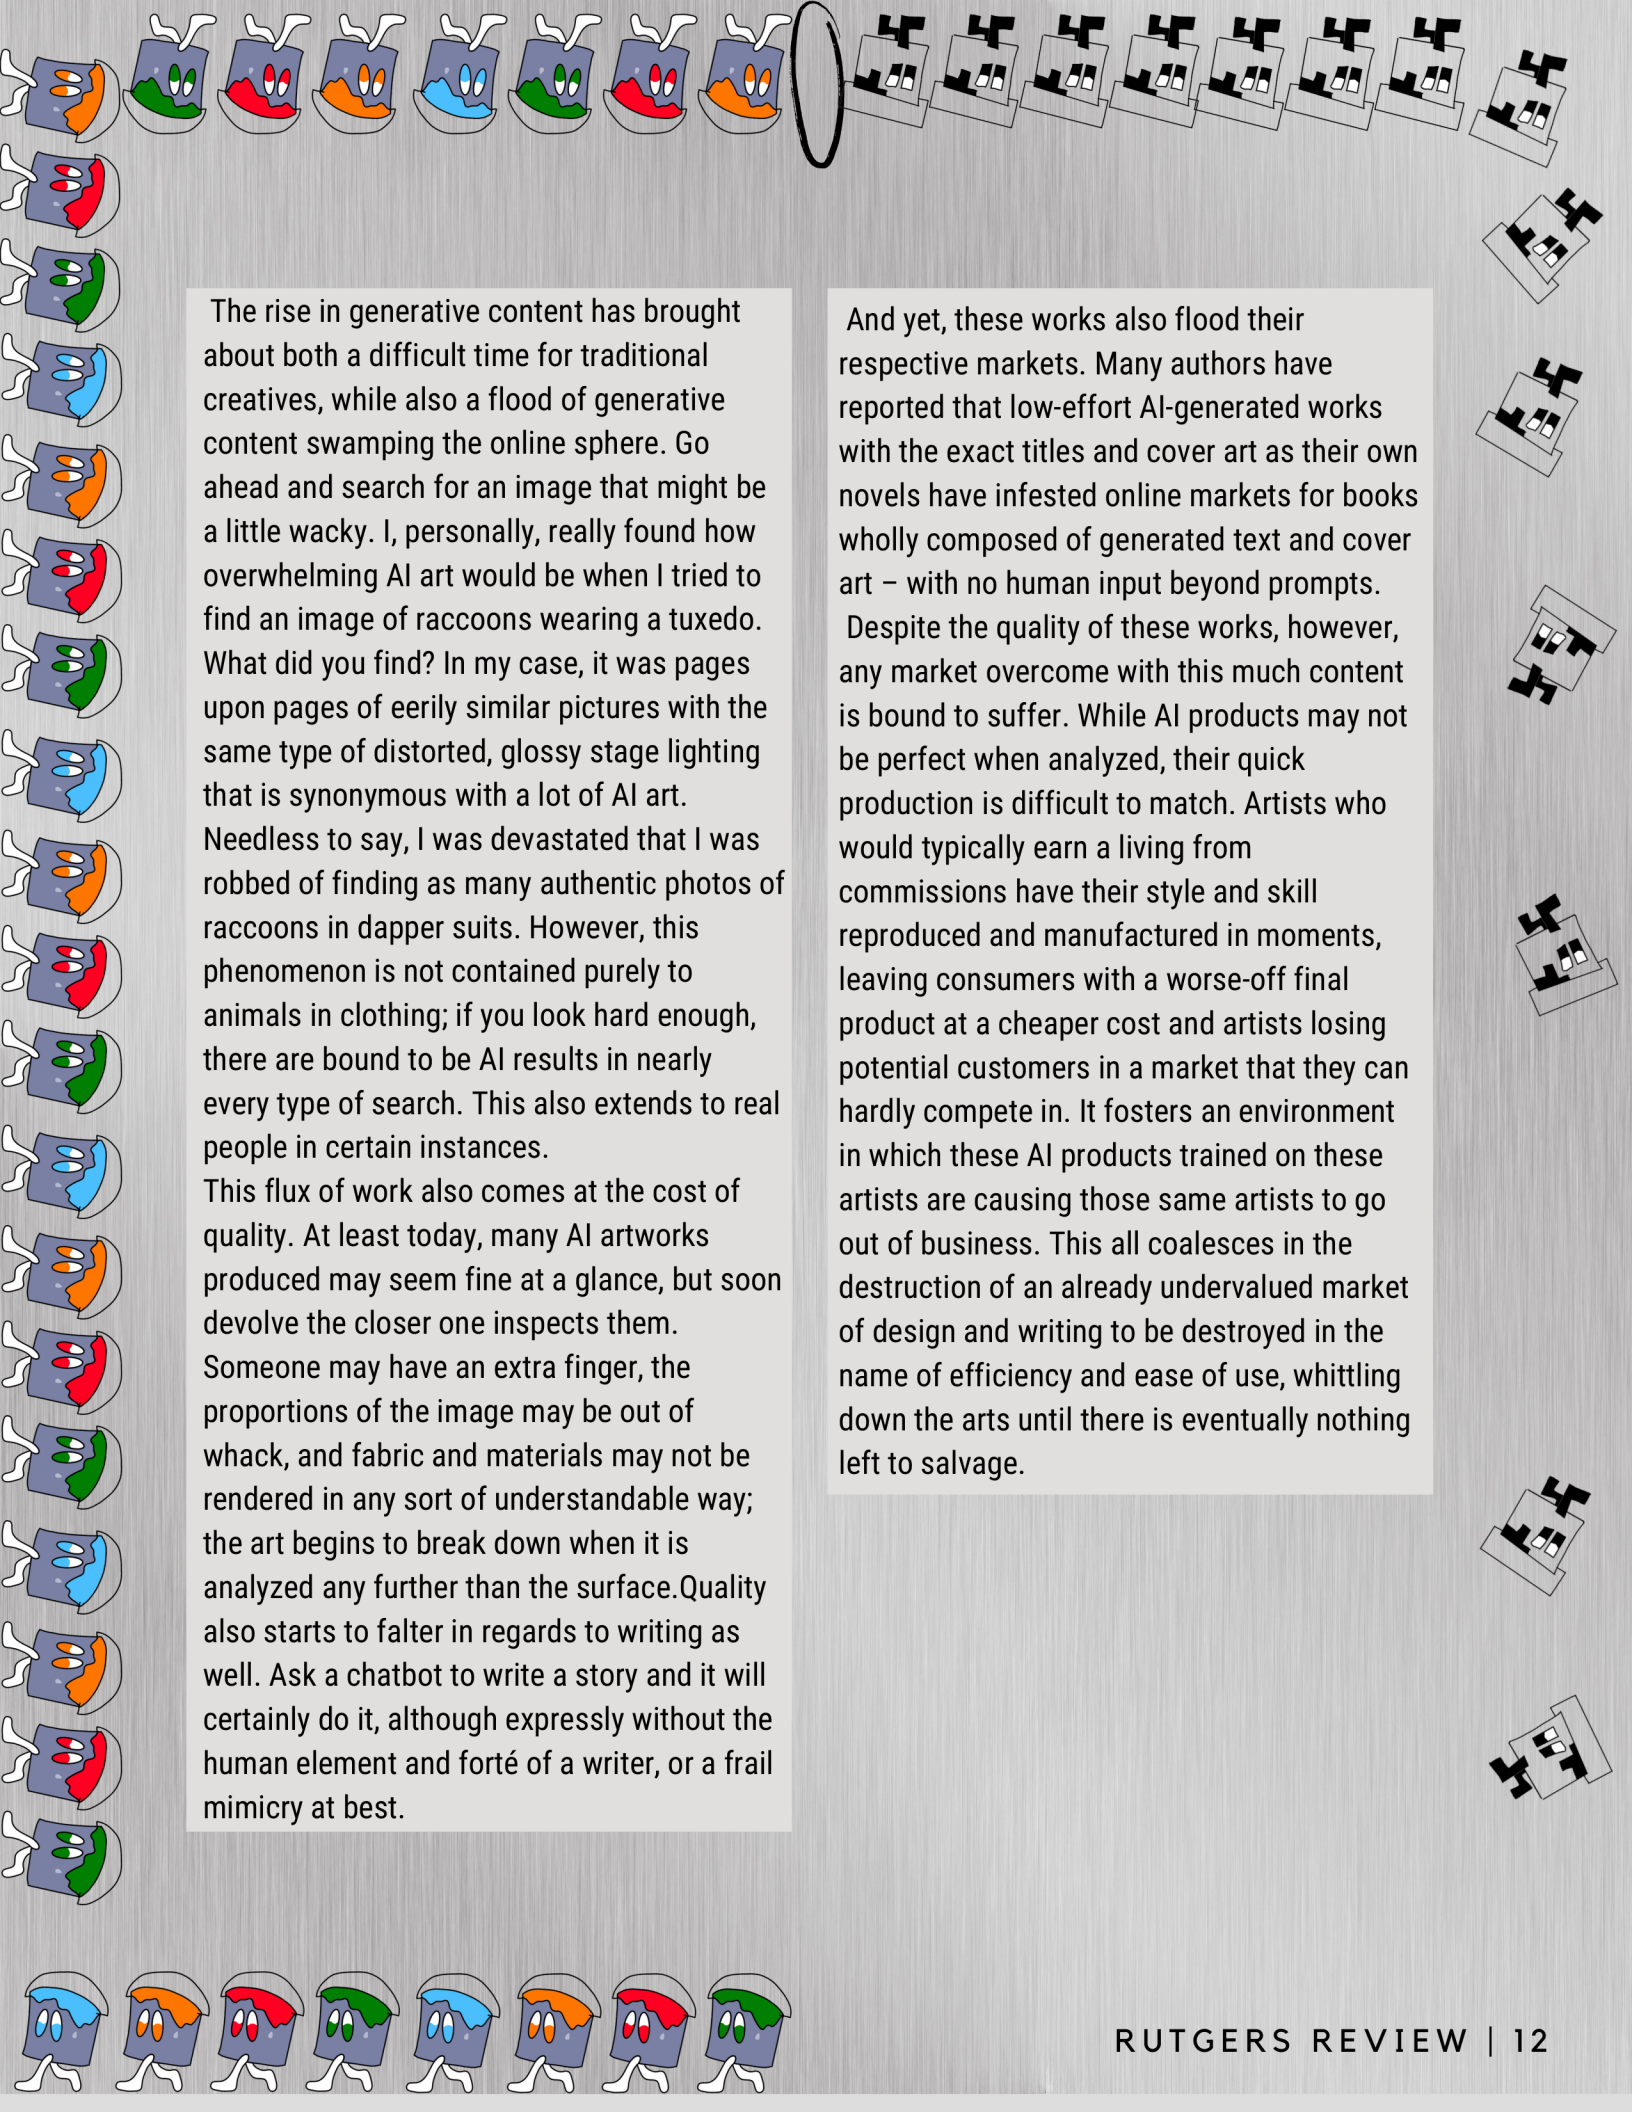 The rise in generative content has brought
about both a difficult time for traditional
creatives, while also a flood of generative
content swamping the online sphere. Go
ahead and search for an image that might be
a little wacky. I, personally, really found how
overwhelming AI art would be when I tried to
find an image of raccoons wearing a tuxedo.
What did you find? In my case, it was pages
upon pages of eerily similar pictures with the
same type of distorted, glossy stage lighting
that is synonymous with a lot of AI art.
Needless to say, I was devastated that I was
robbed of finding as many authentic photos of
raccoons in dapper suits. However, this
phenomenon is not contained purely to
animals in clothing; if you look hard enough,
there are bound to be AI results in nearly
every type of search. This also extends to real
people in certain instances.
This flux of work also comes at the cost of
quality. At least today, many AI artworks
produced may seem fine at a glance, but soon
devolve the closer one inspects them.
Someone may have an extra finger, the
proportions of the image may be out of
whack, and fabric and materials may not be
rendered in any sort of understandable way;
the art begins to break down when it is
analyzed any further than the surface.Quality
also starts to falter in regards to writing as
well. Ask a chatbot to write a story and it will
certainly do it, although expressly without the
human element and forté of a writer, or a frail
mimicry at best.
And yet, these works also flood their
respective markets. Many authors have
reported that low-effort AI-generated works
with the exact titles and cover art as their own
novels have infested online markets for books
wholly composed of generated text and cover
art – with no human input beyond prompts.
Despite the quality of these works, however,
any market overcome with this much content
is bound to suffer. While AI products may not
be perfect when analyzed, their quick
production is difficult to match. Artists who
would typically earn a living from
commissions have their style and skill
reproduced and manufactured in moments,
leaving consumers with a worse-off final
product at a cheaper cost and artists losing
potential customers in a market that they can
hardly compete in. It fosters an environment
in which these AI products trained on these
artists are causing those same artists to go
out of business. This all coalesces in the
destruction of an already undervalued market
of design and writing to be destroyed in the
name of efficiency and ease of use, whittling
down the arts until there is eventually nothing
left to salvage.
RUTGERS REVIEW | 12